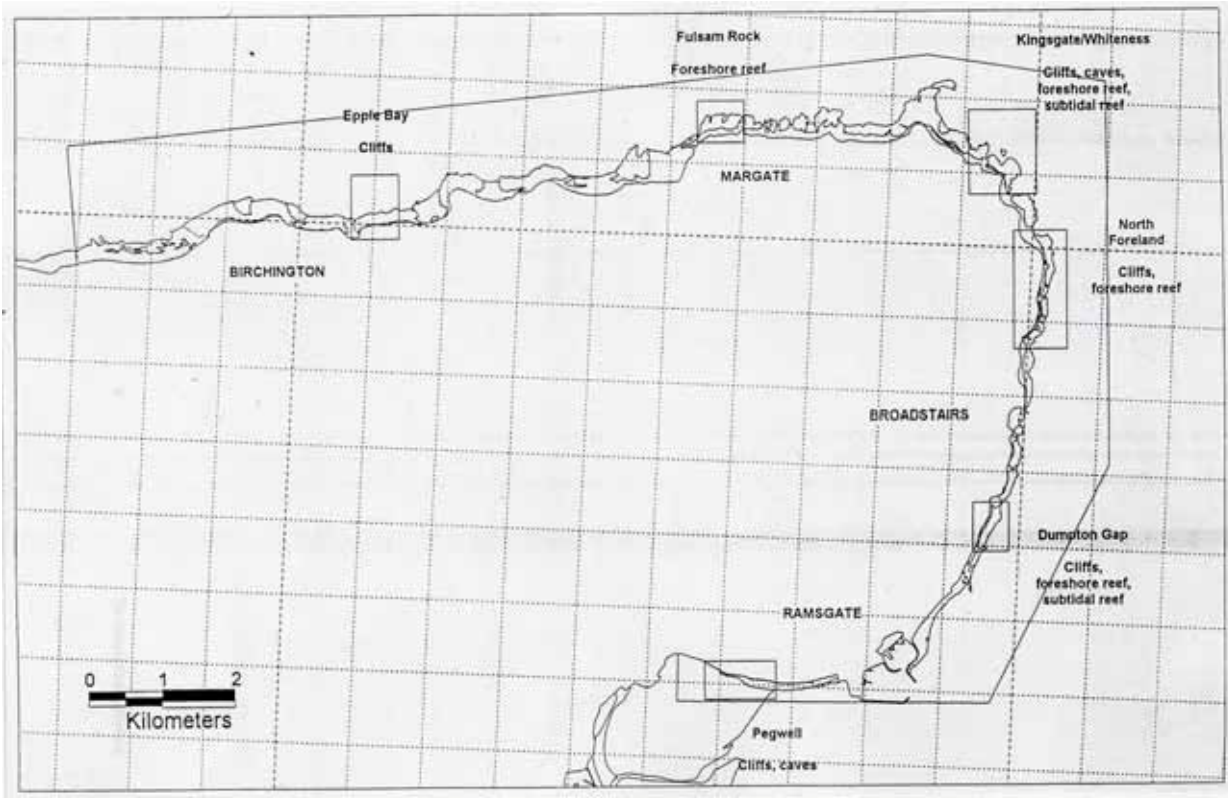 Fulsam Rock
Foreshore reef
Kingsgate/Whiteness
Cliffs, caves,
foreshore reef,
subtidal reef
Epple Bay
Cliffs
MARGATE
North
Foreland
Cliffs,
foreshore reef
BIRCHINGTON
BROADSTAIRS
Dumpton Gap
Cliffs,
foreshore reef,
subtidal reef
RAMSGATE
0 1 2
Kilometers
Pegwell
Cliffs, caves